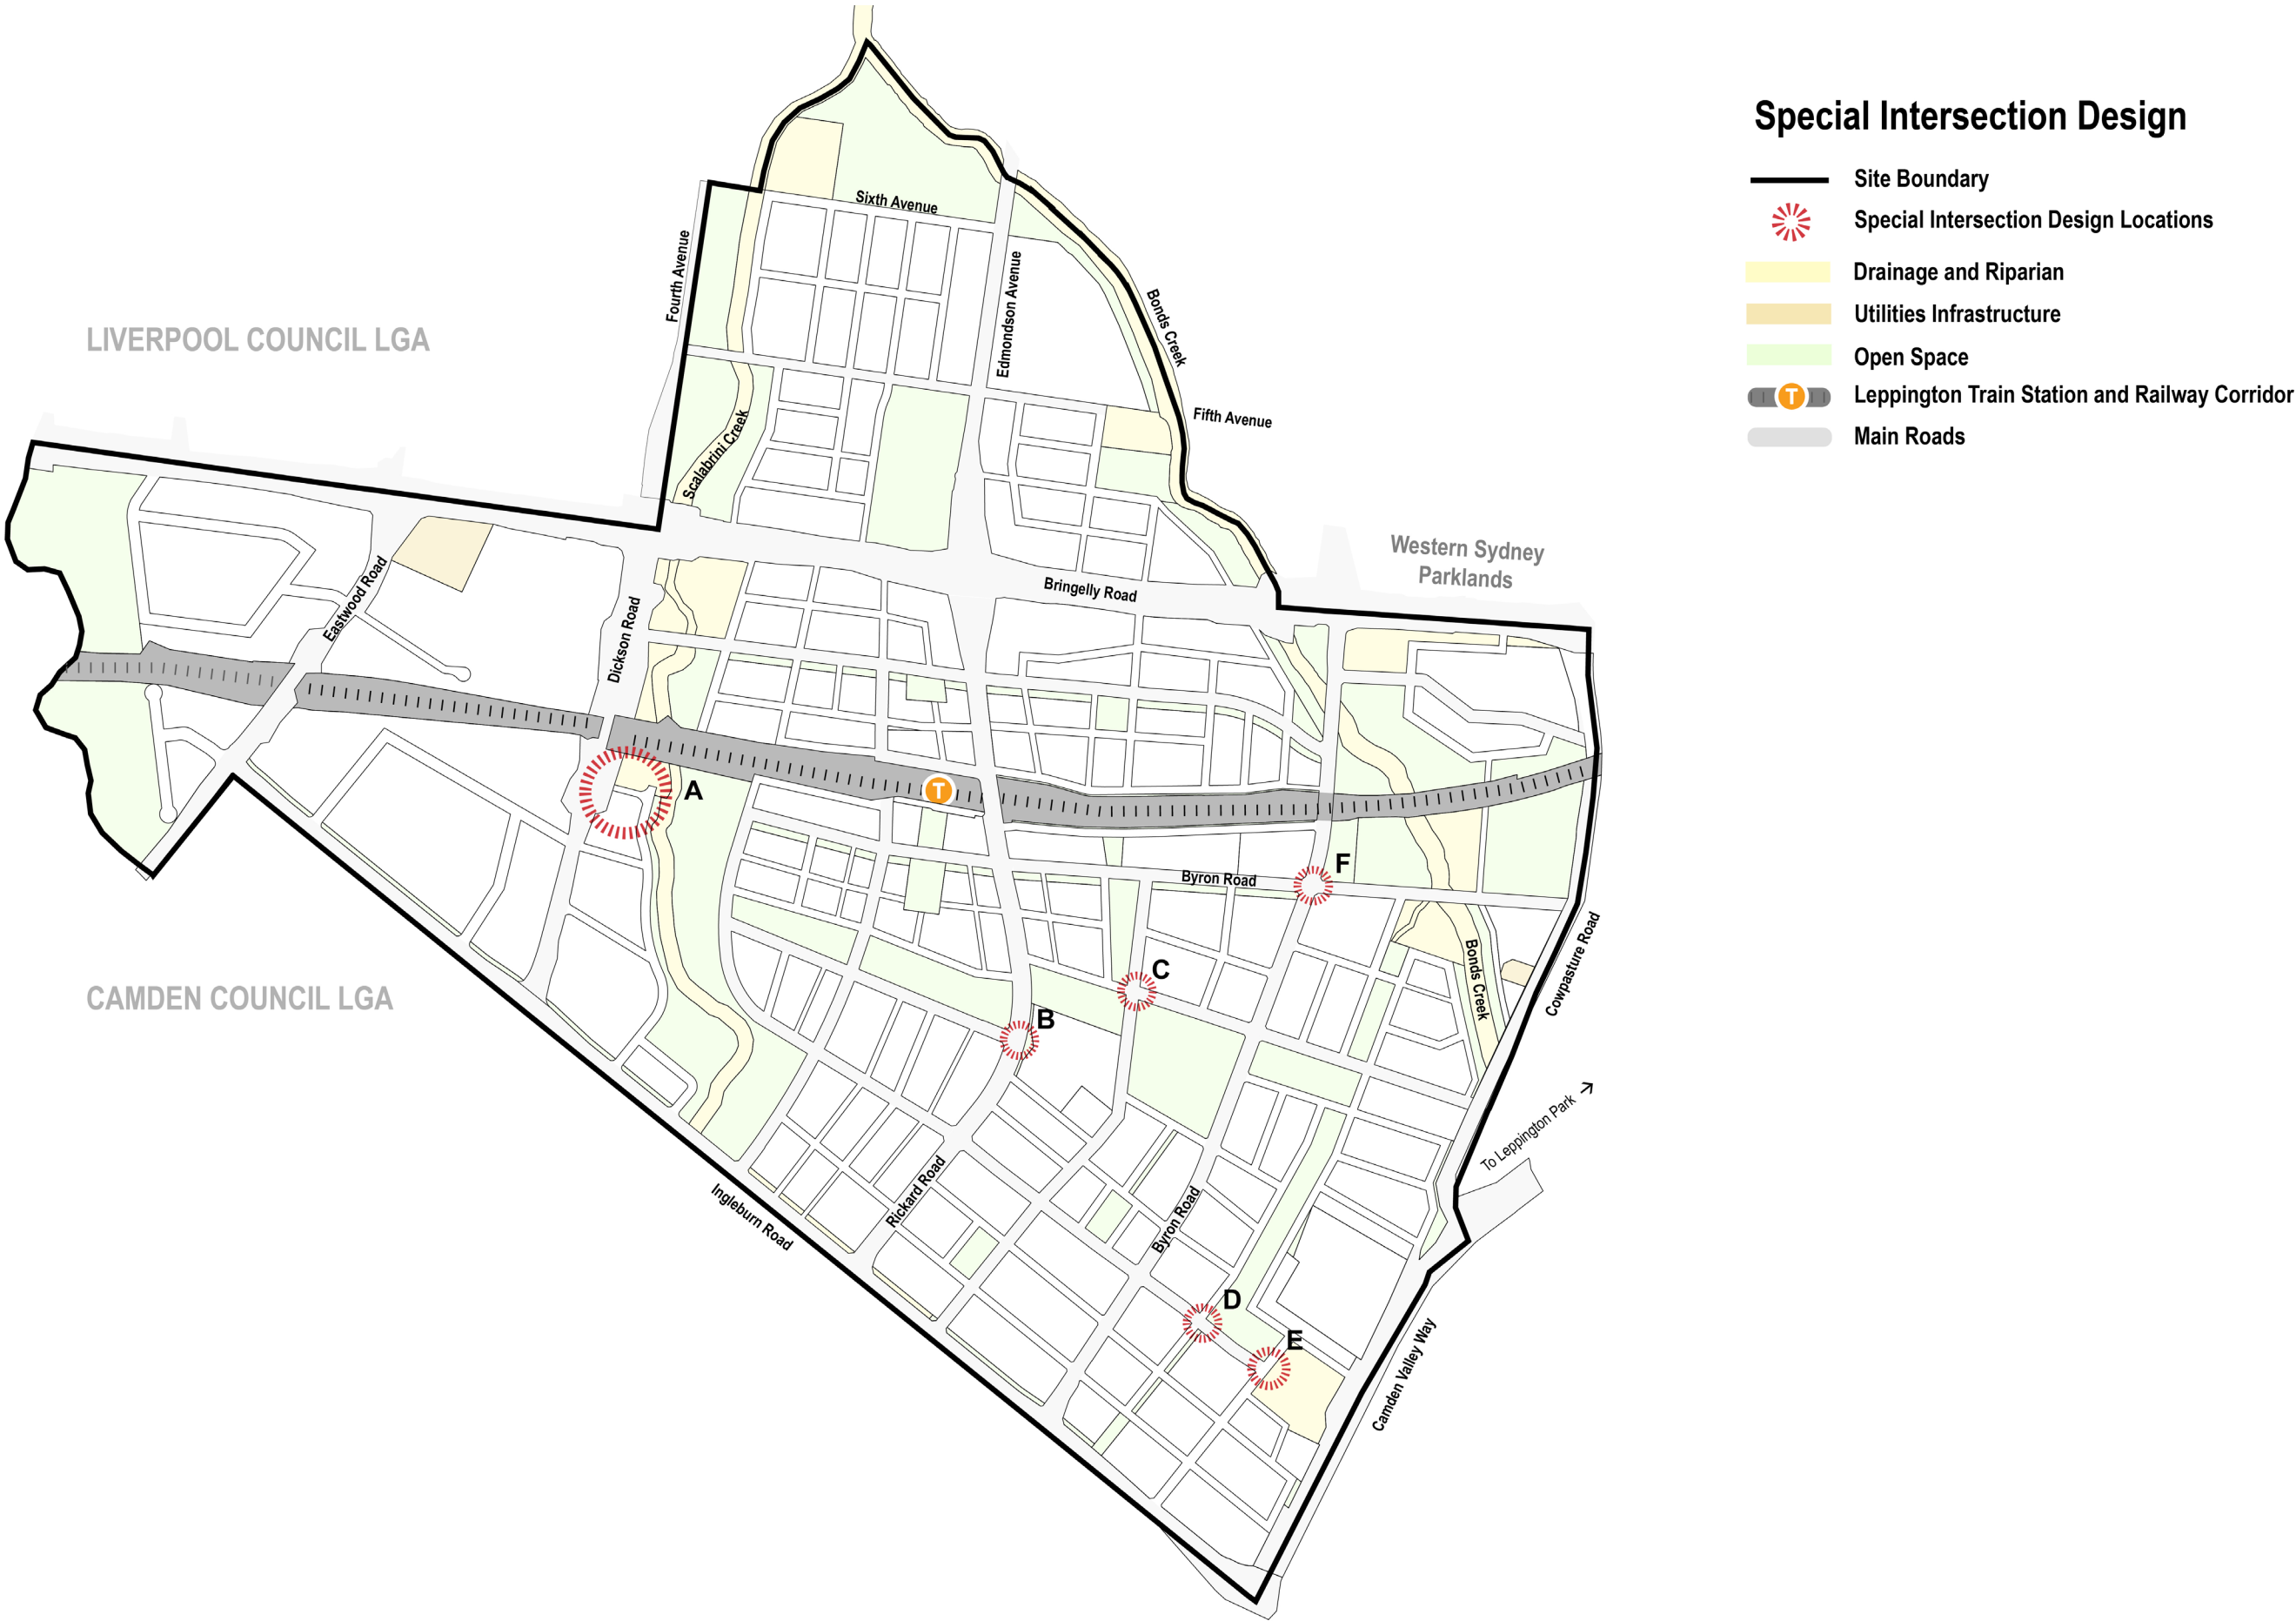 Special Intersection Design
Site Boundary
Special Intersection Design Locations
Drainage and Riparian
Utilities Infrastructure
Open Space
T
Leppington Train Station and Railway Corridor
Main Roads
Sixth Avenue
Fourth Avenue
Edmondson Avenue
Bonds Creek
LIVERPOOL COUNCIL LGA
Fifth Avenue
Scalabrini Creek
Western Sydney
Parklands
Eastwood Road
Bringelly Road
Dickson Road
A
T
F
Byron Road
CAMDEN COUNCIL LGA
C
B
Bonds Creek
Cowpasture Road
To Leppington Park
Rickard Road
Byron Road
Ingleburn Road
D
E
Camden Valley Way